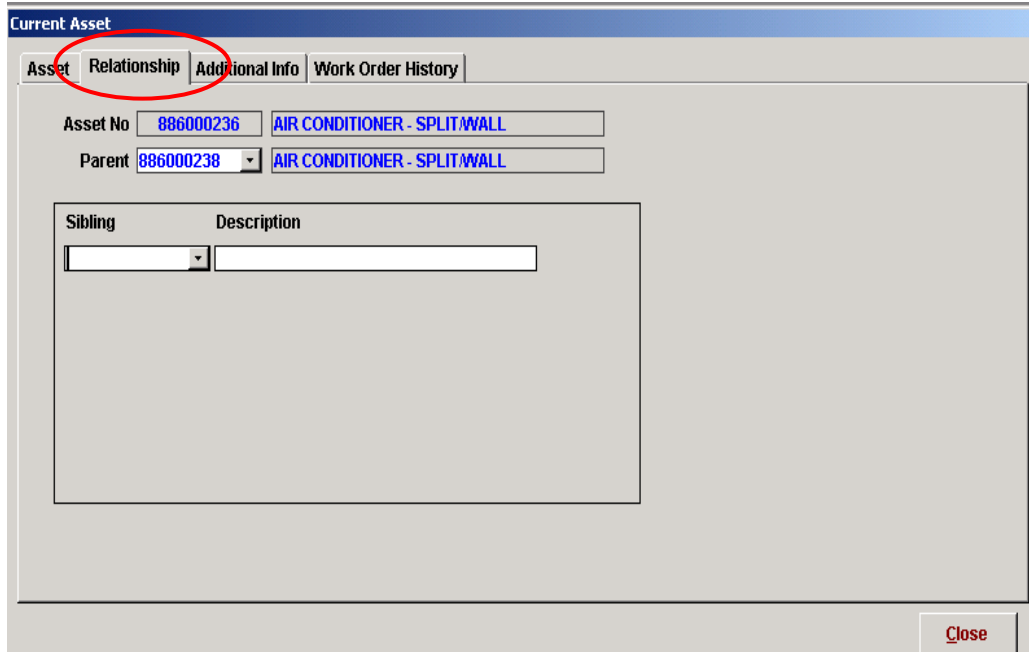 Current Asset
Asset Relationship Additional Info Work Order History
Asset No 886000236 AIR CONDITIONER - SPLIT/WALL
Parent 886000238 AIR CONDITIONER - SPLIT/WALL
Sibling Description
Close